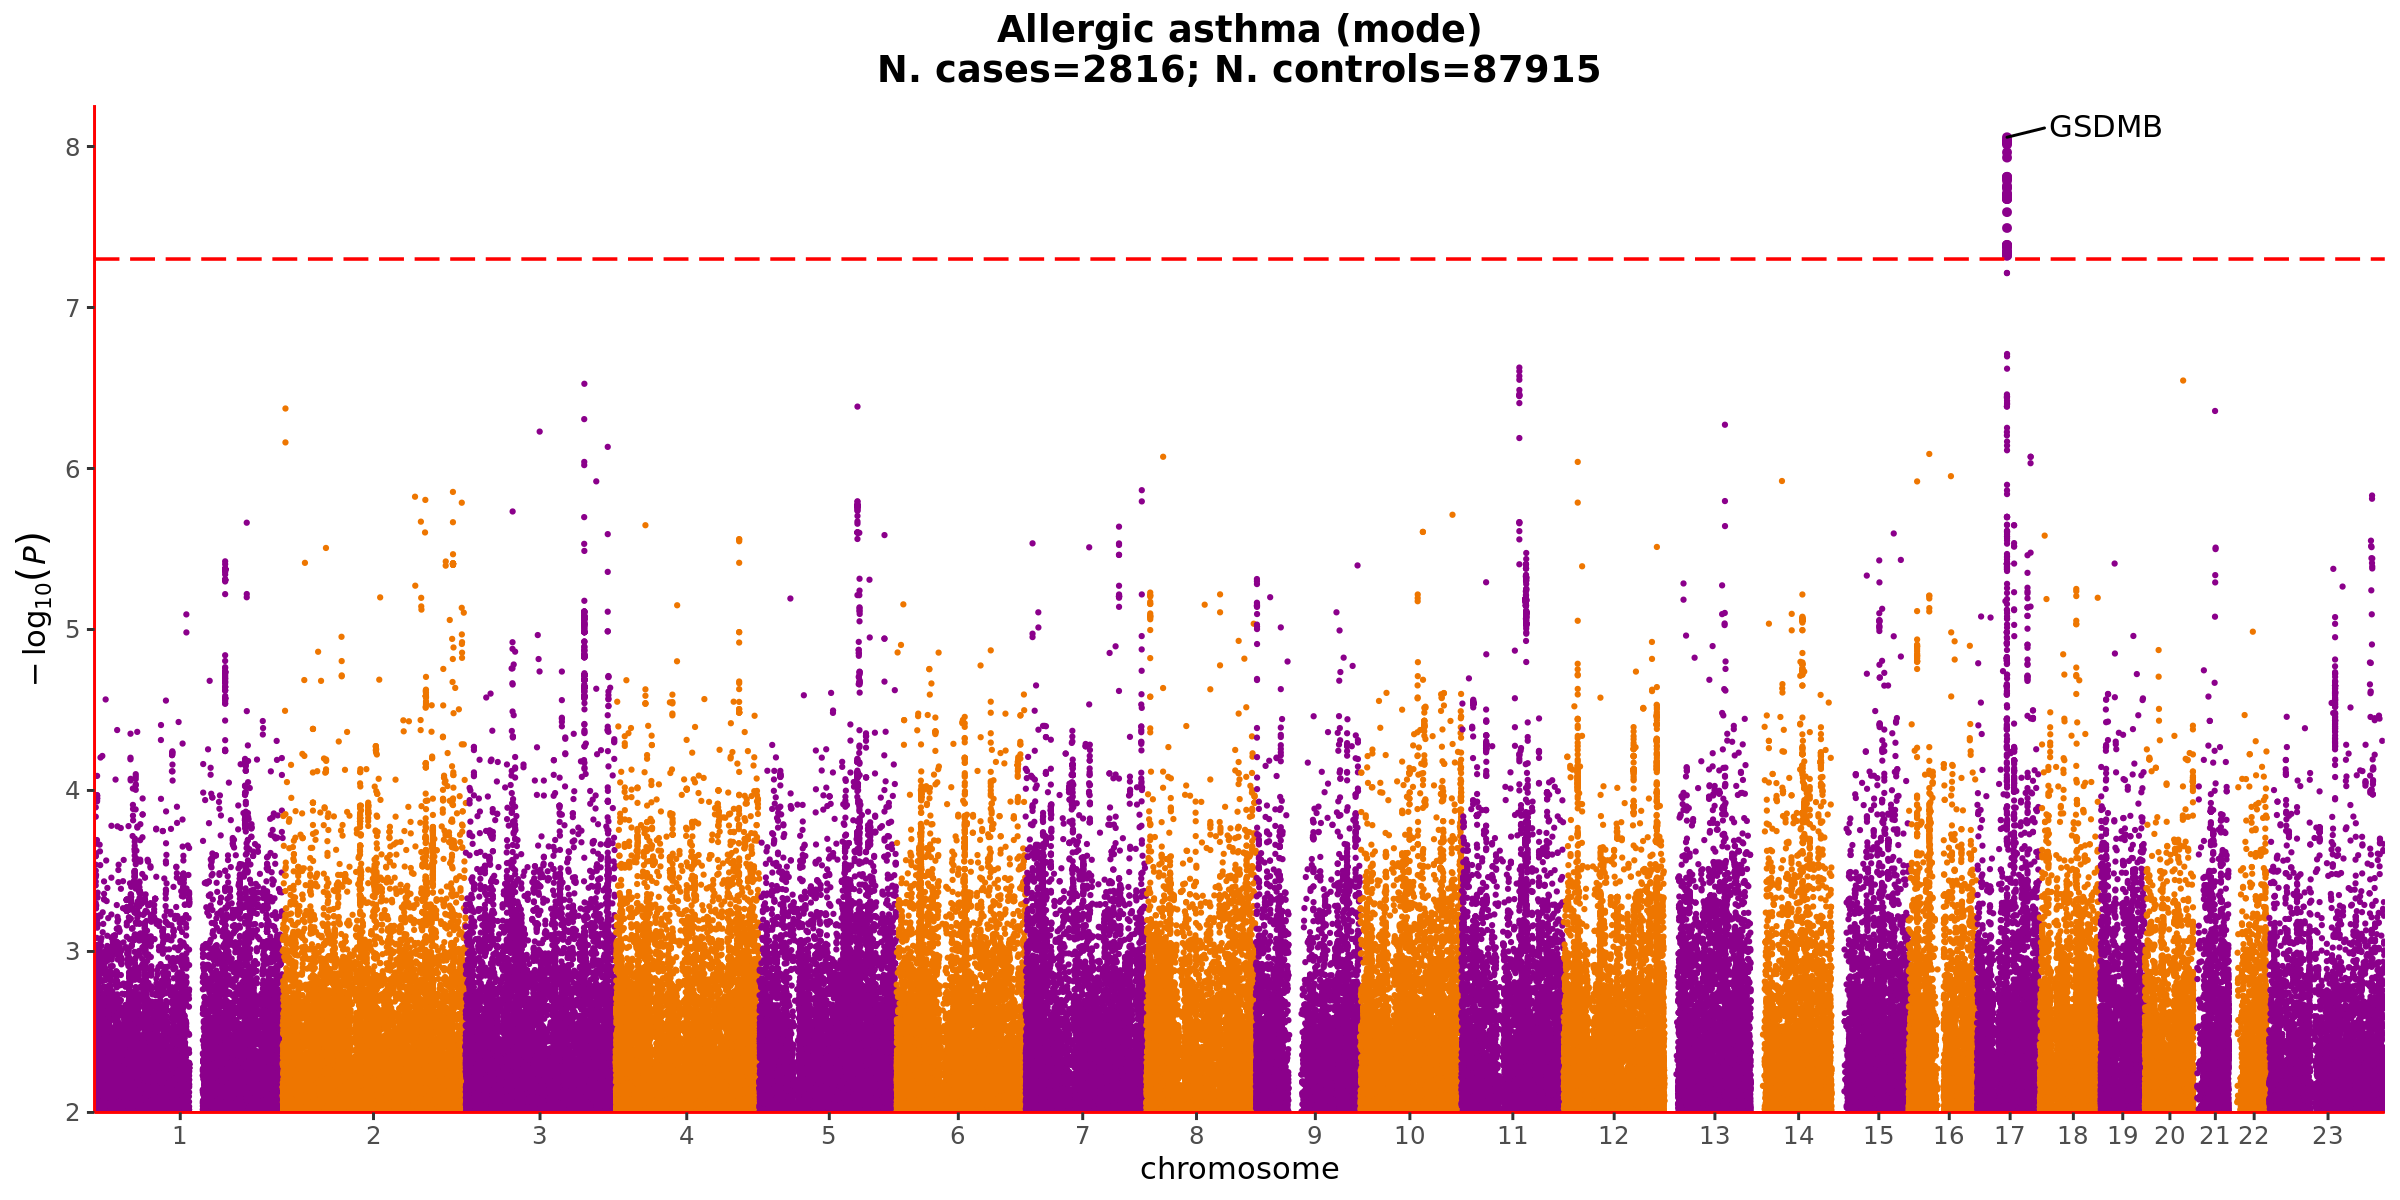 Allergic asthma (mode)
N. cases=2816; N. controls=87915
GSDMB
8
7
6
5
4
3
2
− log10(P)
1 2 3 4 5 6 7 8 9 10 11 12 13 14 15 16 17 18 19 20 21 22 23
chromosome